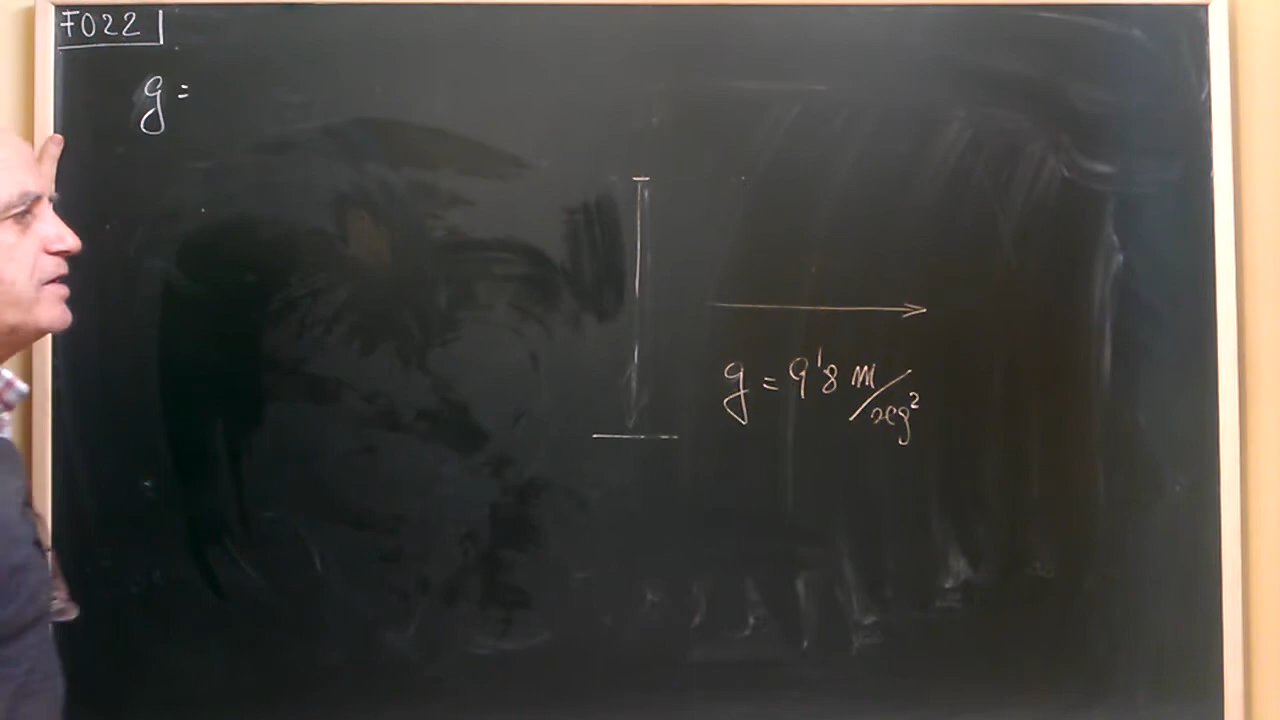 F022
g =
g = 9'8 m/seg²